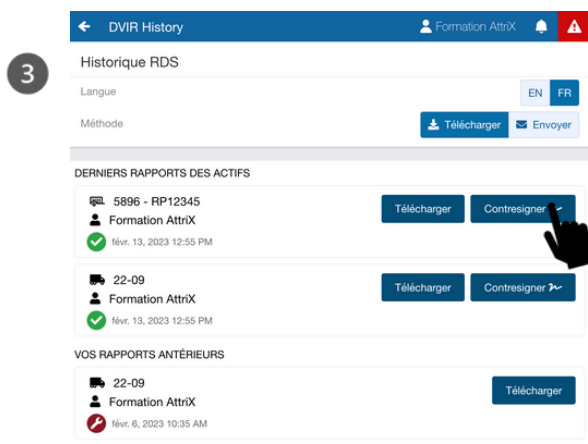 3
DVIR History Formation AttriX
Historique RDS
Langue EN FR
Méthode Télécharger Envoyer
DERNIERS RAPPORTS DES ACTIFS
5896 - RP12345 Télécharger Contresigner
Formation AttriX
févr. 13, 2023 12:55 PM
22-09 Télécharger Contresigner
Formation AttriX
févr. 13, 2023 12:55 PM
VOS RAPPORTS ANTÉRIEURS
22-09 Télécharger
Formation AttriX
févr. 6, 2023 10:35 AM